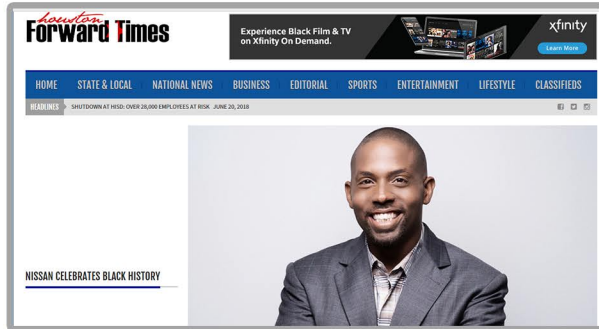 houston
Forward Times
Experience Black Film & TV
on Xfinity On Demand.
xfinity
Learn More
HOME STATE & LOCAL NATIONAL NEWS BUSINESS EDITORIAL SPORTS ENTERTAINMENT LIFESTYLE CLASSIFIEDS
HEADLINES SHUTDOWN AT HISD: OVER 28,000 EMPLOYEES AT RISK JUNE 20, 2018
NISSAN CELEBRATES BLACK HISTORY